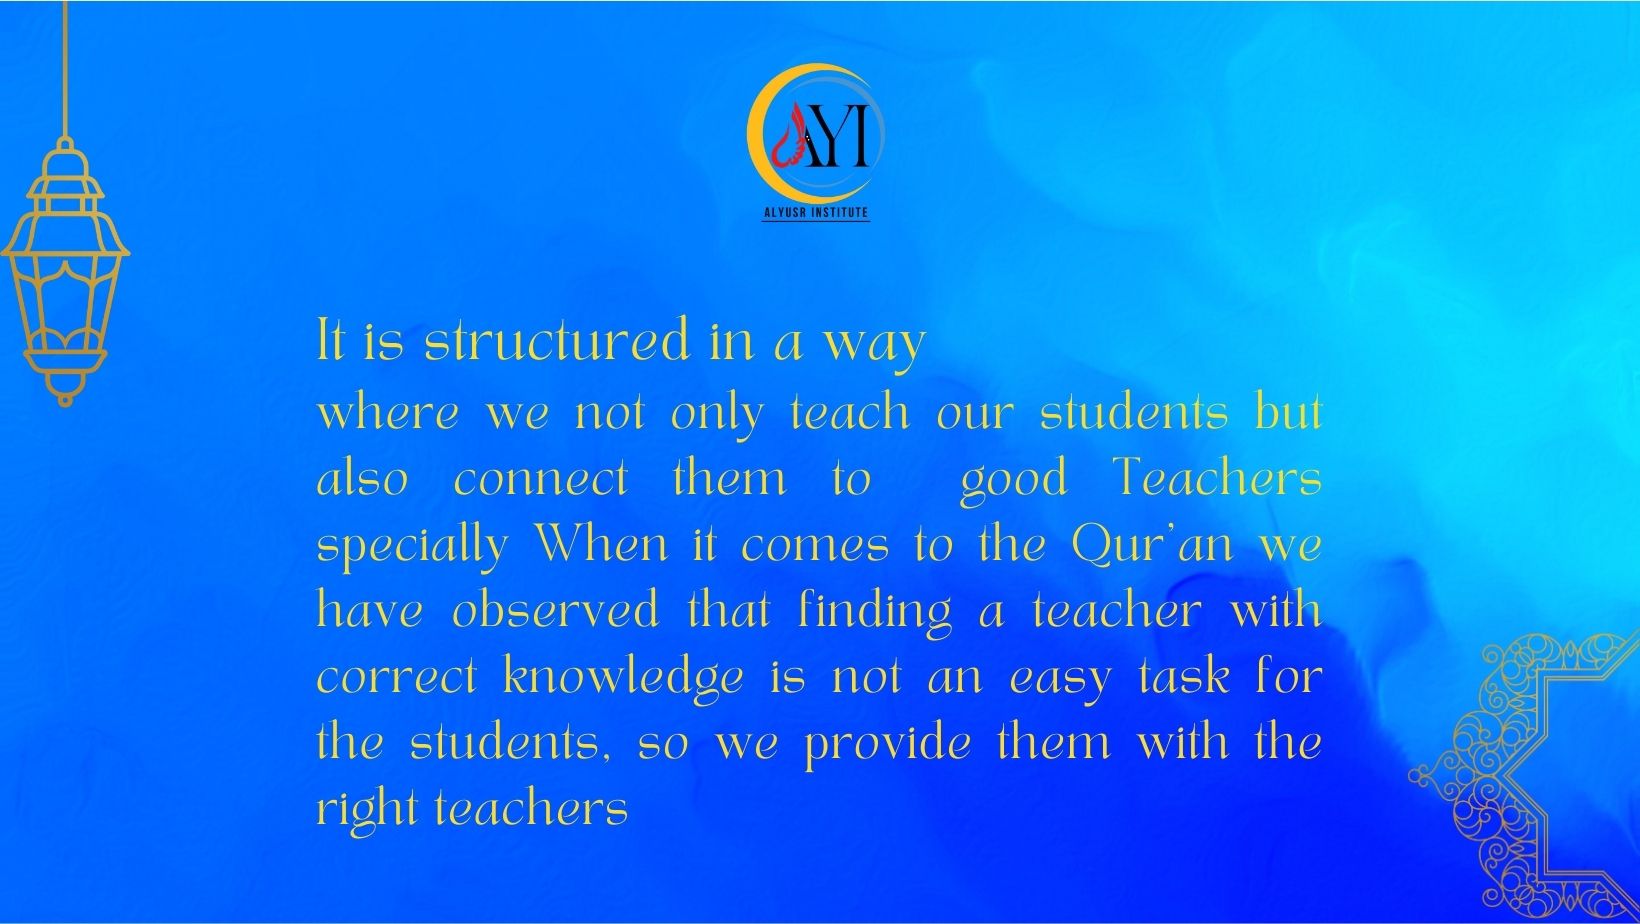 AYI
ALYUSR INSTITUTE
It is structured in a way
where we not only teach our students but
also connect them to good Teachers
specially When it comes to the Qur’an we
have observed that finding a teacher with
correct knowledge is not an easy task for
the students, so we provide them with the
right teachers